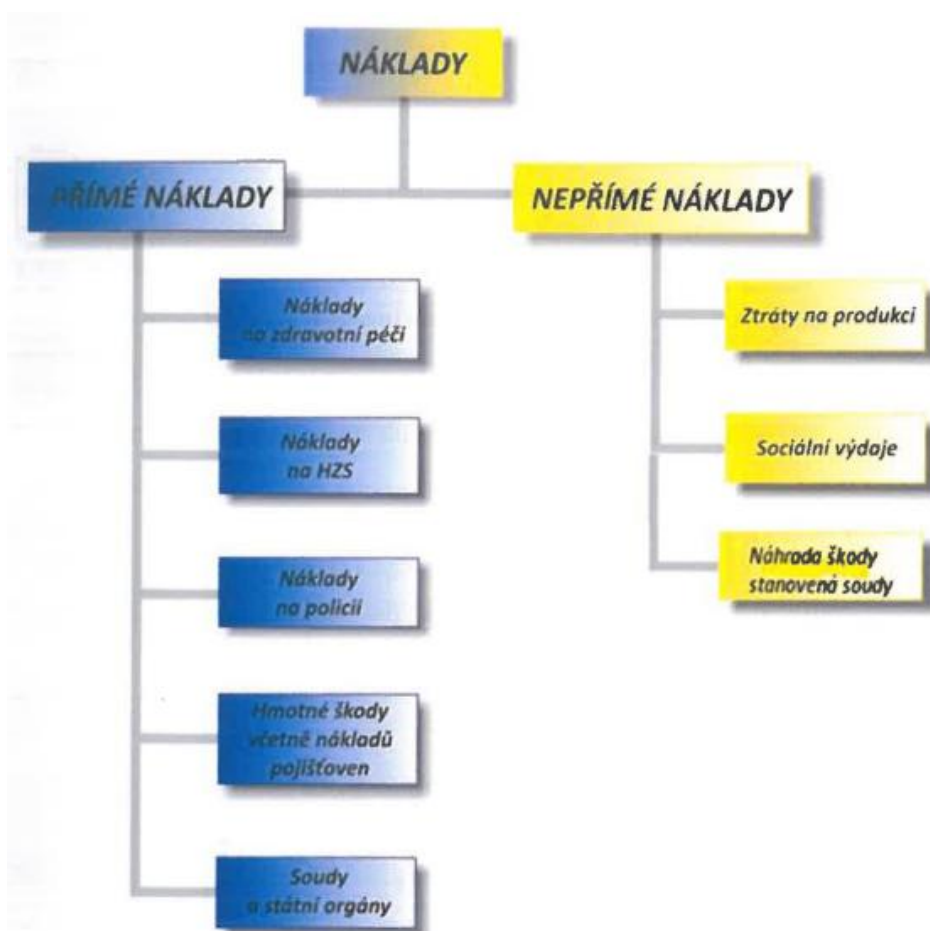 NÁKLADY
PŘÍMÉ NÁKLADY
NEPŘÍMÉ NÁKLADY
Náklady
na zdravotní péči
Náklady
na HZS
Náklady
na policii
Hmotné škody
včetně nákladů
pojišťoven
Soudy
a státní orgány
Ztráty na produkci
Sociální výdaje
Náhrada škody
stanovená soudy